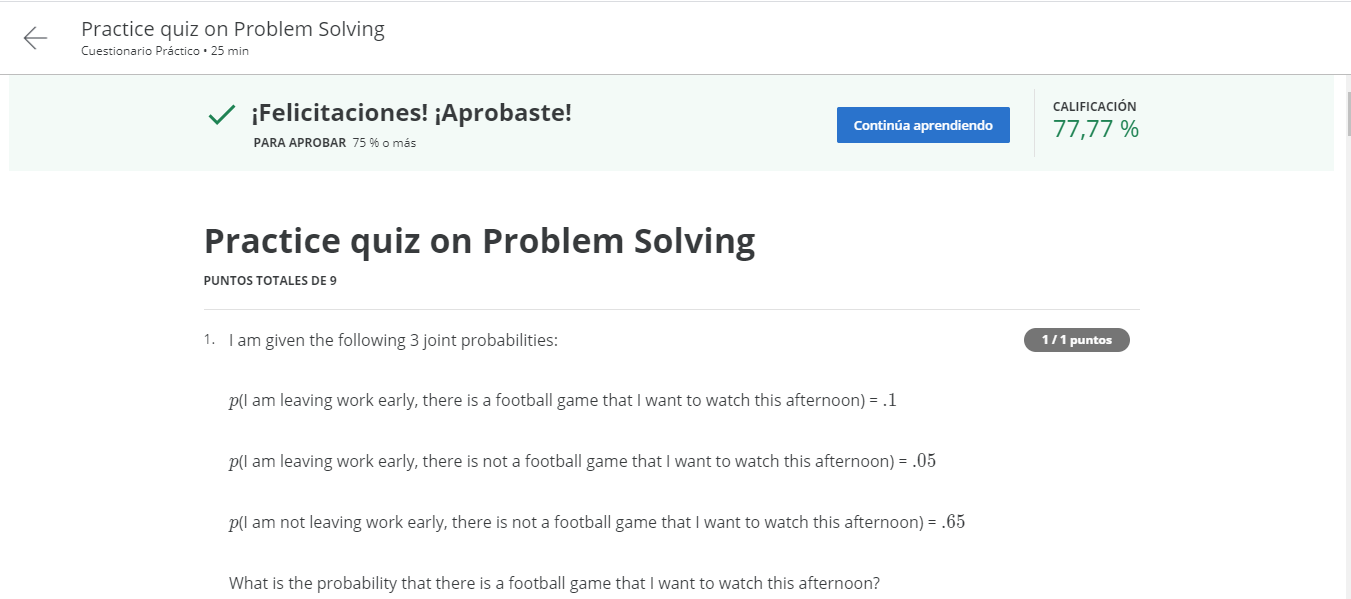 Practice quiz on Problem Solving
Cuestionario Práctico • 25 min
¡Felicitaciones! ¡Aprobaste!
PARA APROBAR 75 % o más
Continúa aprendiendo
CALIFICACIÓN
77,77 %
Practice quiz on Problem Solving
PUNTOS TOTALES DE 9
1. I am given the following 3 joint probabilities:
1 / 1 puntos
p(I am leaving work early, there is a football game that I want to watch this afternoon) = .1
p(I am leaving work early, there is not a football game that I want to watch this afternoon) = .05
p(I am not leaving work early, there is not a football game that I want to watch this afternoon) = .65
What is the probability that there is a football game that I want to watch this afternoon?